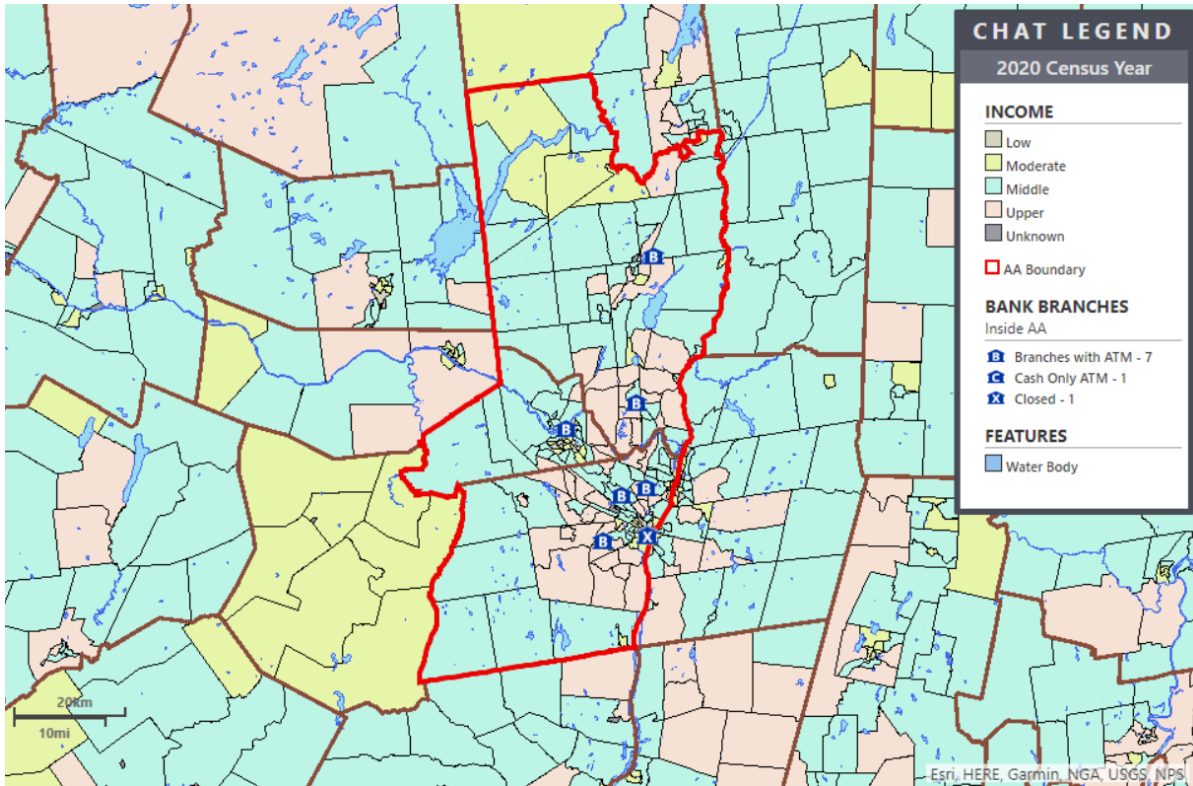 CHAT LEGEND
2020 Census Year
INCOME
Low
Moderate
Middle
Upper
Unknown
AA Boundary
BANK BRANCHES
Inside AA
B Branches with ATM - 7
C Cash Only ATM - 1
X Closed - 1
FEATURES
Water Body
B
B
B
B
B
B
X
20km
10mi
Esri, HERE, Garmin, NGA, USGS, NPS